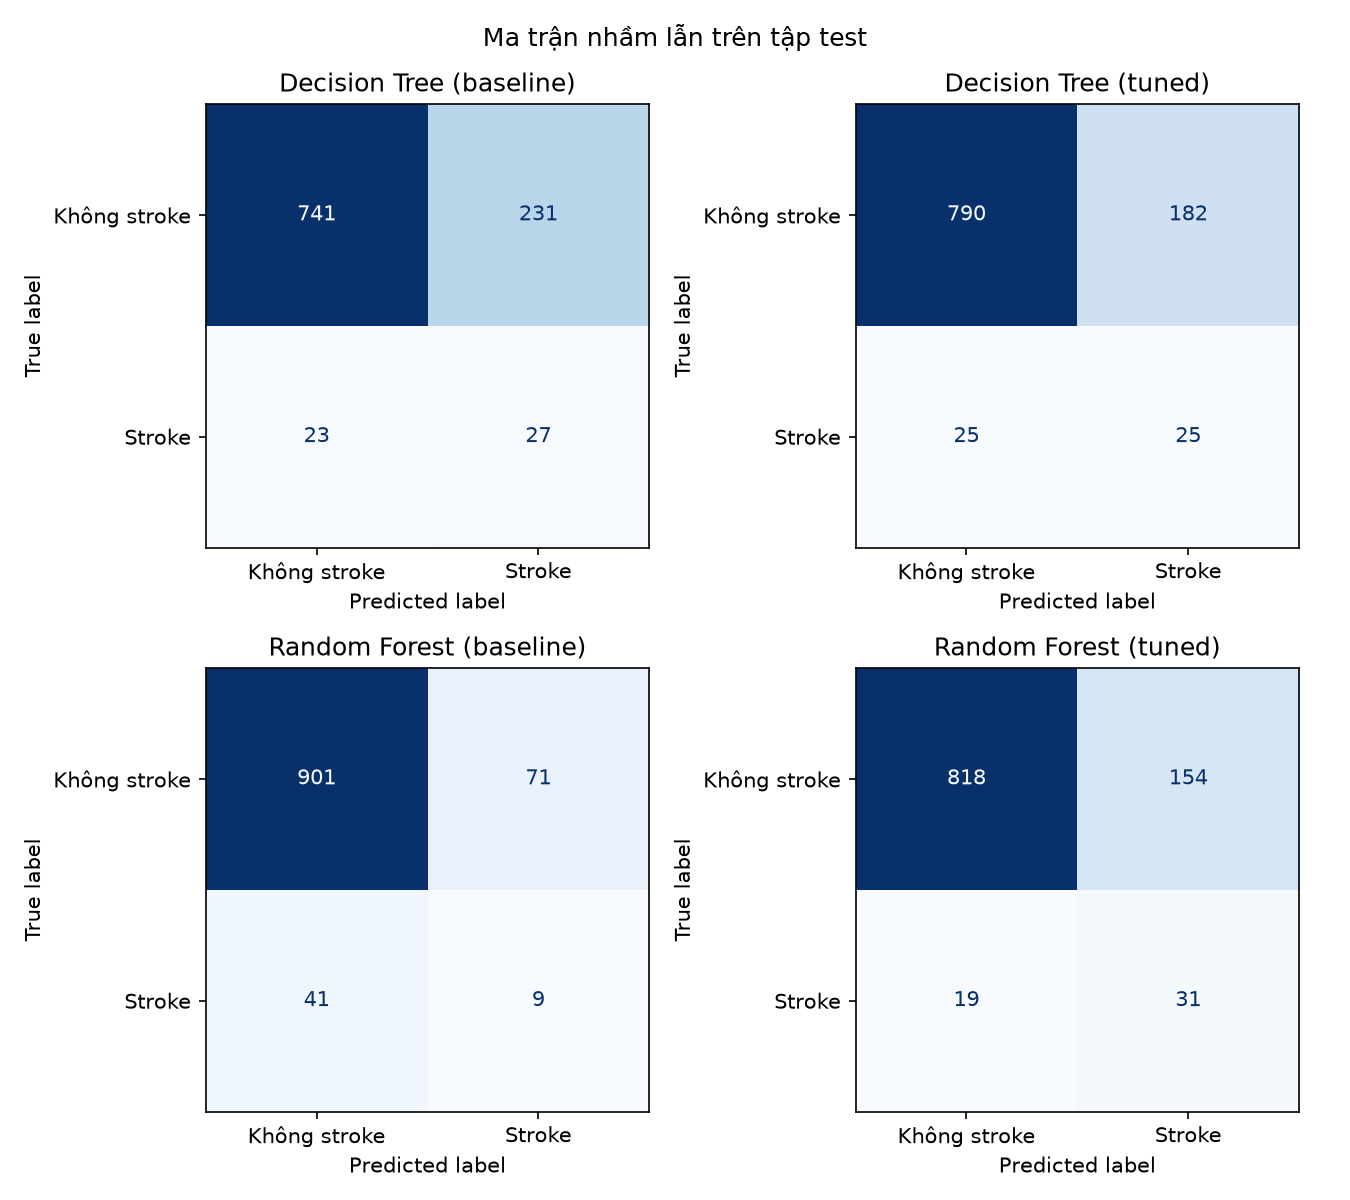 Ma trận nhầm lẫn trên tập test
Decision Tree (baseline)
True label
Không stroke
741
231
Stroke
23
27
Không stroke
Stroke
Predicted label
Decision Tree (tuned)
True label
Không stroke
790
182
Stroke
25
25
Không stroke
Stroke
Predicted label
Random Forest (baseline)
True label
Không stroke
901
71
Stroke
41
9
Không stroke
Stroke
Predicted label
Random Forest (tuned)
True label
Không stroke
818
154
Stroke
19
31
Không stroke
Stroke
Predicted label